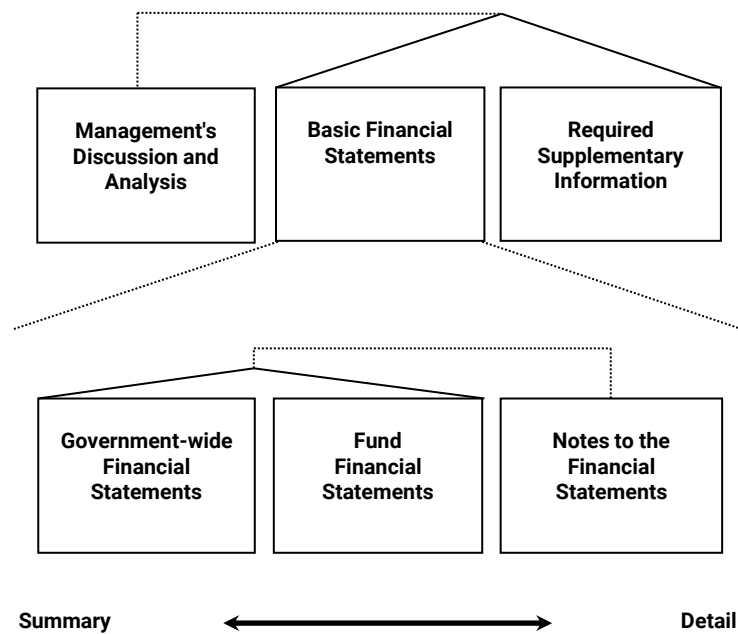 Management's
Discussion and
Analysis
Basic Financial
Statements
Required
Supplementary
Information
Government-wide
Financial
Statements
Fund
Financial
Statements
Notes to the
Financial
Statements
Summary
Detail